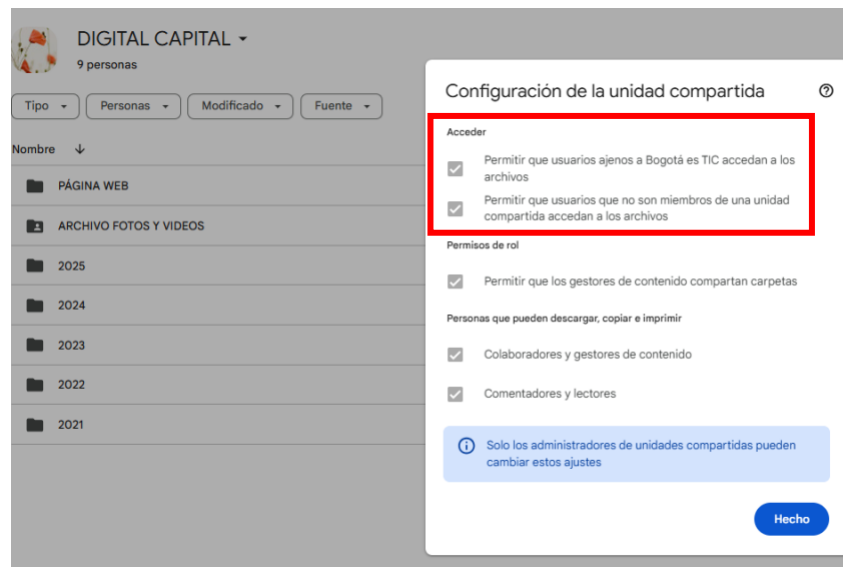 DIGITAL CAPITAL
9 personas
Tipo
Personas
Modificado
Fuente
Nombre
PÁGINA WEB
ARCHIVO FOTOS Y VIDEOS
2025
2024
2023
2022
2021
Configuración de la unidad compartida
Acceder
Permitir que usuarios ajenos a Bogotá es TIC accedan a los
archivos
Permitir que usuarios que no son miembros de una unidad
compartida accedan a los archivos
Permisos de rol
Permitir que los gestores de contenido compartan carpetas
Personas que pueden descargar, copiar e imprimir
Colaboradores y gestores de contenido
Comentadores y lectores
Solo los administradores de unidades compartidas pueden
cambiar estos ajustes
Hecho